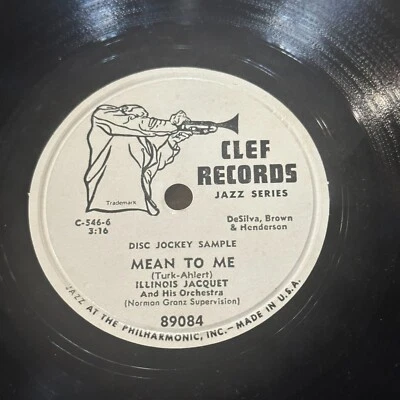 CLEF
RECORDS
JAZZ SERIES
Trademark
C-546-6
3:16
DeSilva, Brown
& Henderson
DISC JOCKEY SAMPLE
MEAN TO ME
(Turk-Ahlert)
ILLINOIS JACQUET
And His Orchestra
(Norman Granz Supervision)
89084
JAZZ AT THE PHILHARMONIC, INC.—MADE IN U.S.A.